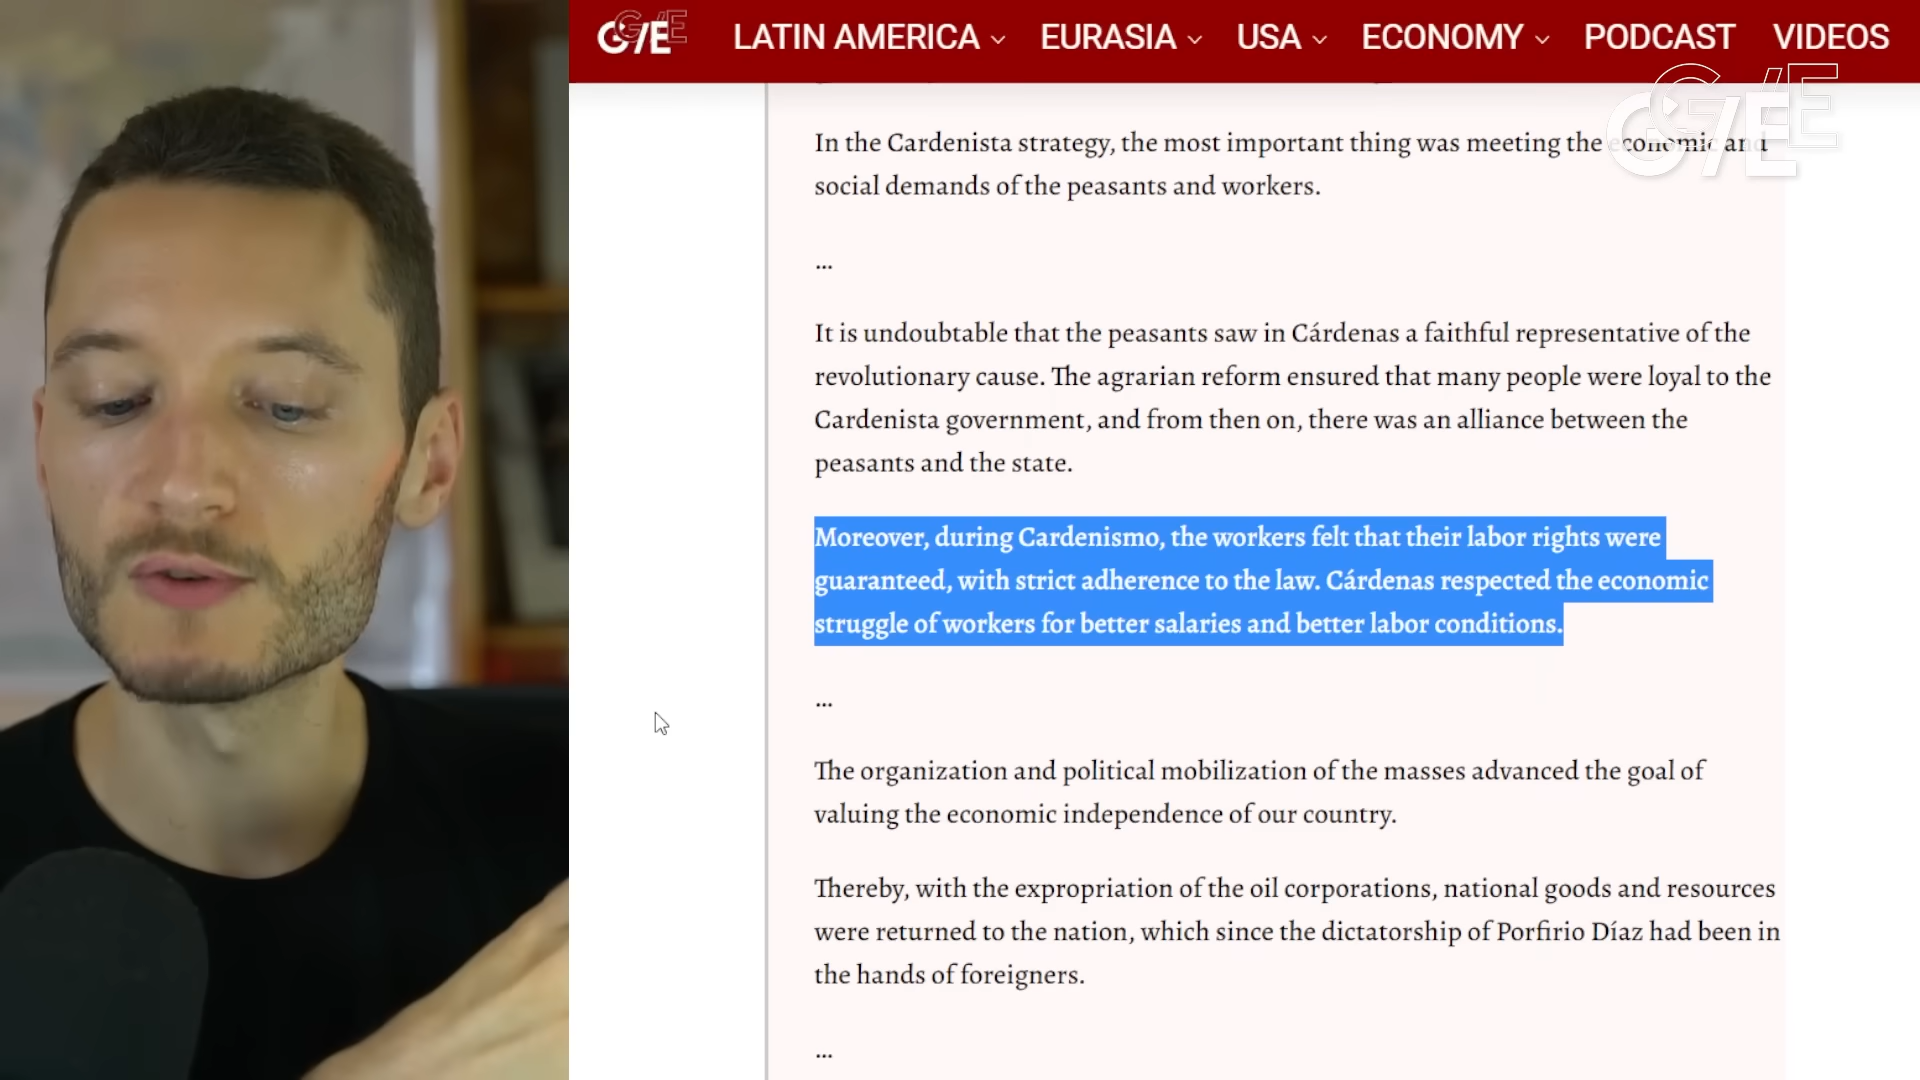 G/E
LATIN AMERICA
EURASIA
USA
ECONOMY
PODCAST
VIDEOS
G/E
In the Cardenista strategy, the most important thing was meeting the economic and
social demands of the peasants and workers.
...
It is undoubtable that the peasants saw in Cárdenas a faithful representative of the
revolutionary cause. The agrarian reform ensured that many people were loyal to the
Cardenista government, and from then on, there was an alliance between the
peasants and the state.
Moreover, during Cardenismo, the workers felt that their labor rights were
guaranteed, with strict adherence to the law. Cárdenas respected the economic
struggle of workers for better salaries and better labor conditions.
...
The organization and political mobilization of the masses advanced the goal of
valuing the economic independence of our country.
Thereby, with the expropriation of the oil corporations, national goods and resources
were returned to the nation, which since the dictatorship of Porfirio Díaz had been in
the hands of foreigners.
...